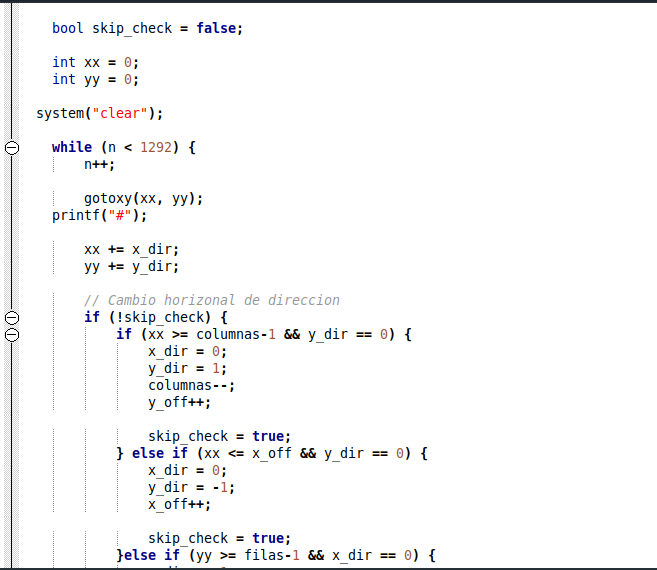 bool skip_check = false;
int xx = 0;
int yy = 0;
system("clear");
while (n < 1292) {
n++;
gotoxy(xx, yy);
printf("#");
xx += x_dir;
yy += y_dir;
// Cambio horizonal de direccion
if (!skip_check) {
if (xx >= columnas-1 && y_dir == 0) {
x_dir = 0;
y_dir = 1;
columnas--;
y_off++;
skip_check = true;
} else if (xx <= x_off && y_dir == 0) {
x_dir = 0;
y_dir = -1;
x_off++;
skip_check = true;
}else if (yy >= filas-1 && x_dir == 0) {